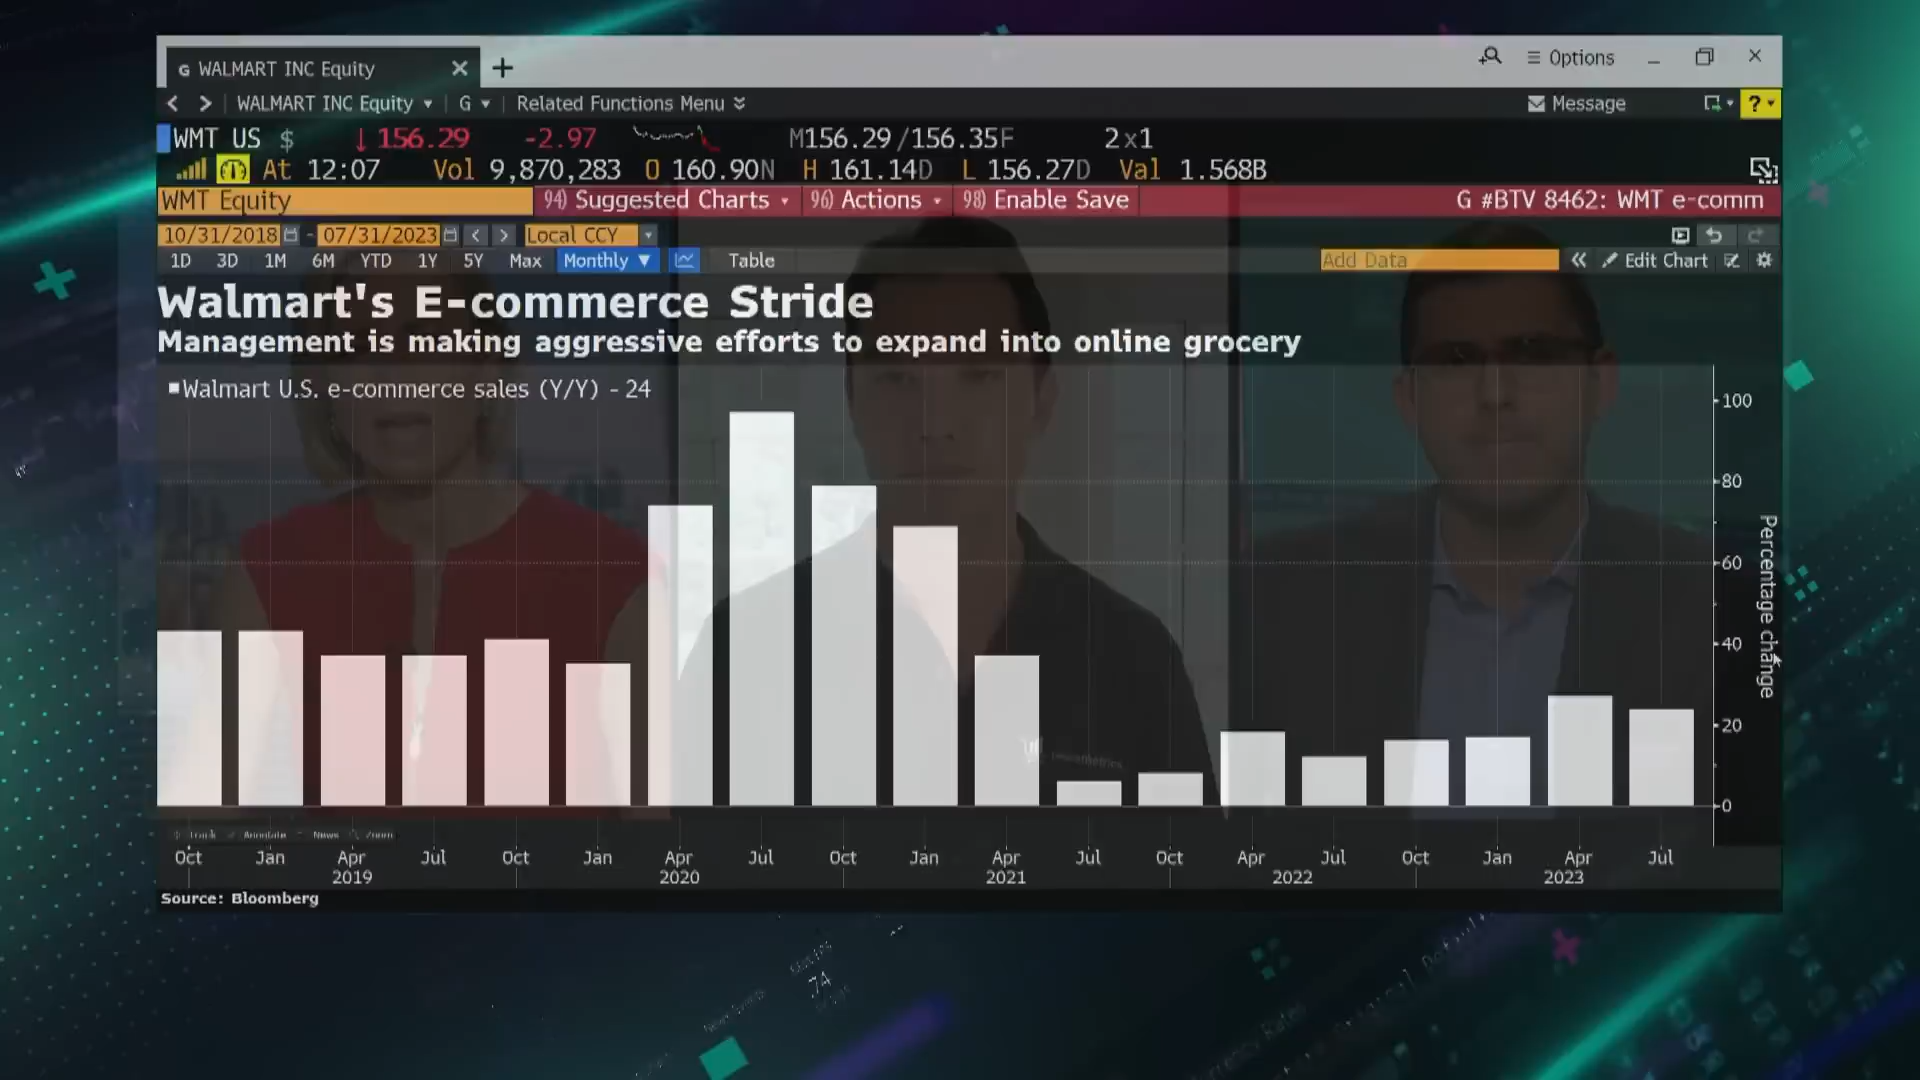 G WALMART INC Equity
Options
WALMART INC Equity G Related Functions Menu
Message ?
WMT US $ ↓156.29 -2.97 M156.29/156.35F 2x1
At 12:07 Vol 9,870,283 O 160.90N H 161.14D L 156.27D Val 1.568B
WMT Equity 94) Suggested Charts 96) Actions 98) Enable Save G #BTV 8462: WMT e-comm
10/31/2018 - 07/31/2023 Local CCY
1D 3D 1M 6M YTD 1Y 5Y Max Monthly Table Add Data Edit Chart
Walmart's E-commerce Stride
Management is making aggressive efforts to expand into online grocery
Walmart U.S. e-commerce sales (Y/Y) - 24
100
80
60
40
20
0
Percentage change
Track Annotate News Zoom
Oct Jan Apr Jul Oct Jan Apr Jul Oct Jan Apr Jul Oct Apr Jul Oct Jan Apr Jul
2019 2020 2021 2022 2023
Source: Bloomberg
74